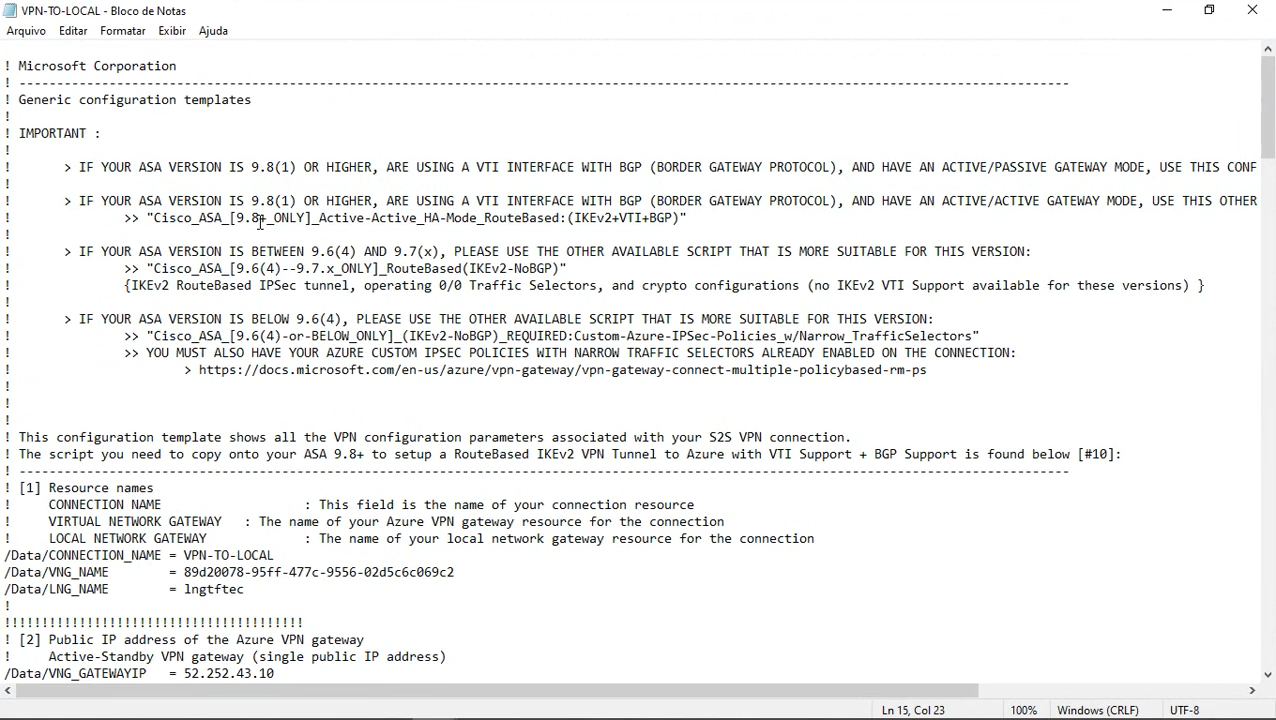 VPN-TO-LOCAL - Bloco de Notas
Arquivo Editar Formatar Exibir Ajuda
! Microsoft Corporation
! ---------------------------------------------------------------------------------------------------------------------
! Generic configuration templates
!
! IMPORTANT :
!
! > IF YOUR ASA VERSION IS 9.8(1) OR HIGHER, ARE USING A VTI INTERFACE WITH BGP (BORDER GATEWAY PROTOCOL), AND HAVE AN ACTIVE/PASSIVE GATEWAY MODE, USE THIS CONF
!
! > IF YOUR ASA VERSION IS 9.8(1) OR HIGHER, ARE USING A VTI INTERFACE WITH BGP (BORDER GATEWAY PROTOCOL), AND HAVE AN ACTIVE/ACTIVE GATEWAY MODE, USE THIS OTHER
! >> "Cisco_ASA_[9.8+_ONLY]_Active-Active_HA-Mode_RouteBased:(IKEv2+VTI+BGP)"
!
! > IF YOUR ASA VERSION IS BETWEEN 9.6(4) AND 9.7(x), PLEASE USE THE OTHER AVAILABLE SCRIPT THAT IS MORE SUITABLE FOR THIS VERSION:
! >> "Cisco_ASA_[9.6(4)--9.7.x_ONLY]_RouteBased(IKEv2-NoBGP)"
! {IKEv2 RouteBased IPSec tunnel, operating 0/0 Traffic Selectors, and crypto configurations (no IKEv2 VTI Support available for these versions) }
!
! > IF YOUR ASA VERSION IS BELOW 9.6(4), PLEASE USE THE OTHER AVAILABLE SCRIPT THAT IS MORE SUITABLE FOR THIS VERSION:
! >> "Cisco_ASA_[9.6(4)-or-BELOW_ONLY]_(IKEv2-NoBGP)_REQUIRED:Custom-Azure-IPSec-Policies_w/Narrow_TrafficSelectors"
! >> YOU MUST ALSO HAVE YOUR AZURE CUSTOM IPSEC POLICIES WITH NARROW TRAFFIC SELECTORS ALREADY ENABLED ON THE CONNECTION:
! > https://docs.microsoft.com/en-us/azure/vpn-gateway/vpn-gateway-connect-multiple-policybased-rm-ps
!
!
!
! This configuration template shows all the VPN configuration parameters associated with your S2S VPN connection.
! The script you need to copy onto your ASA 9.8+ to setup a RouteBased IKEv2 VPN Tunnel to Azure with VTI Support + BGP Support is found below [#10]:
! ---------------------------------------------------------------------------------------------------------------------
! [1] Resource names
! CONNECTION NAME : This field is the name of your connection resource
! VIRTUAL NETWORK GATEWAY : The name of your Azure VPN gateway resource for the connection
! LOCAL NETWORK GATEWAY : The name of your local network gateway resource for the connection
/Data/CONNECTION_NAME = VPN-TO-LOCAL
/Data/VNG_NAME = 89d20078-95ff-477c-9556-02d5c6c069c2
/Data/LNG_NAME = lngtftec
!
!!!!!!!!!!!!!!!!!!!!!!!!!!!!!!!!!!!!!!!!
! [2] Public IP address of the Azure VPN gateway
! Active-Standby VPN gateway (single public IP address)
/Data/VNG_GATEWAYIP = 52.252.43.10
Ln 15, Col 23 100% Windows (CRLF) UTF-8